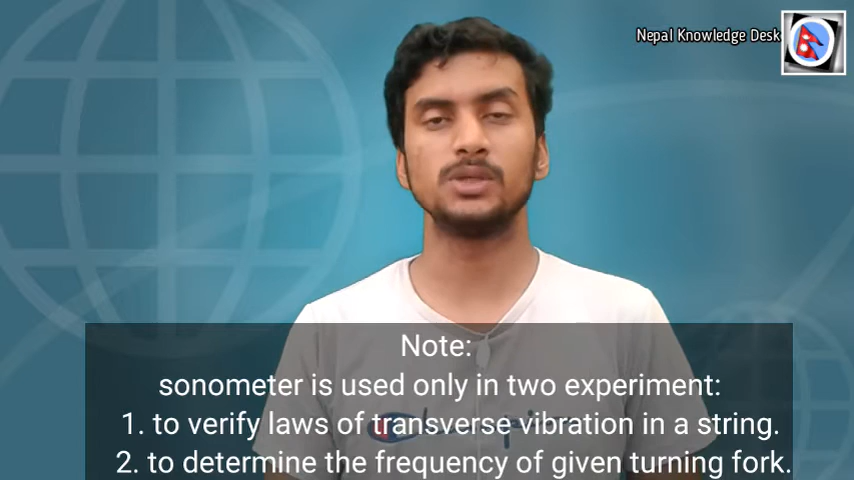 Nepal Knowledge Desk
Note:
sonometer is used only in two experiment:
1. to verify laws of transverse vibration in a string.
2. to determine the frequency of given turning fork.